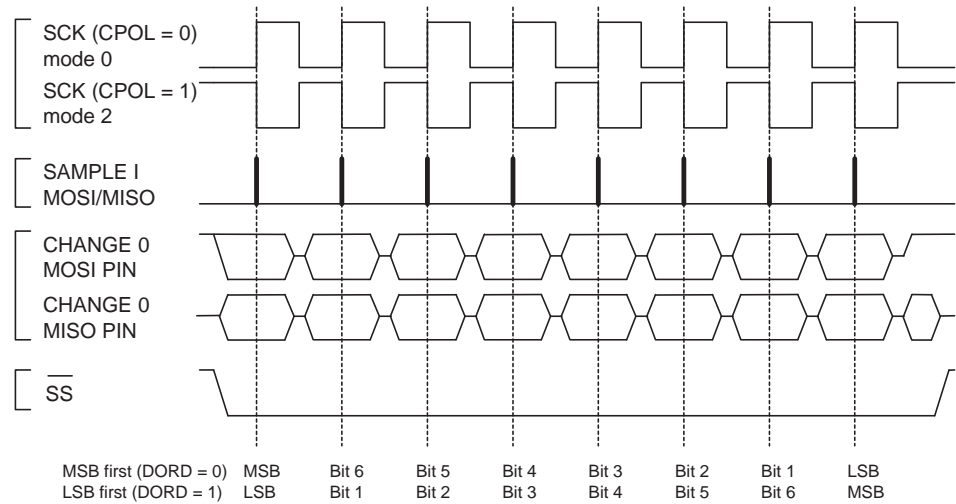 SCK (CPOL = 0)
mode 0
SCK (CPOL = 1)
mode 2
SAMPLE I
MOSI/MISO
CHANGE 0
MOSI PIN
CHANGE 0
MISO PIN
SS
MSB first (DORD = 0) MSB Bit 6 Bit 5 Bit 4 Bit 3 Bit 2 Bit 1 LSB
LSB first (DORD = 1) LSB Bit 1 Bit 2 Bit 3 Bit 4 Bit 5 Bit 6 MSB